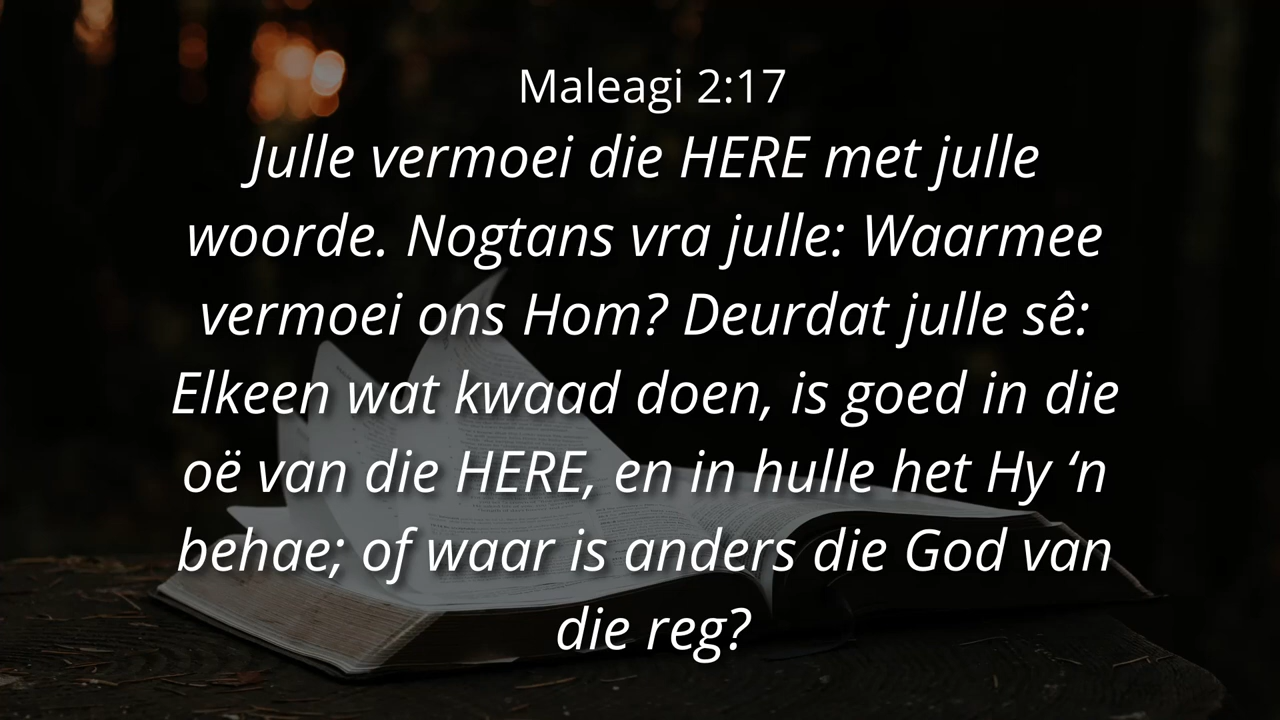 Maleagi 2:17
Julle vermoei die HERE met julle
woorde. Nogtans vra julle: Waarmee
vermoei ons Hom? Deurdat julle sê:
Elkeen wat kwaad doen, is goed in die
oë van die HERE, en in hulle het Hy ‘n
behae; of waar is anders die God van
die reg?